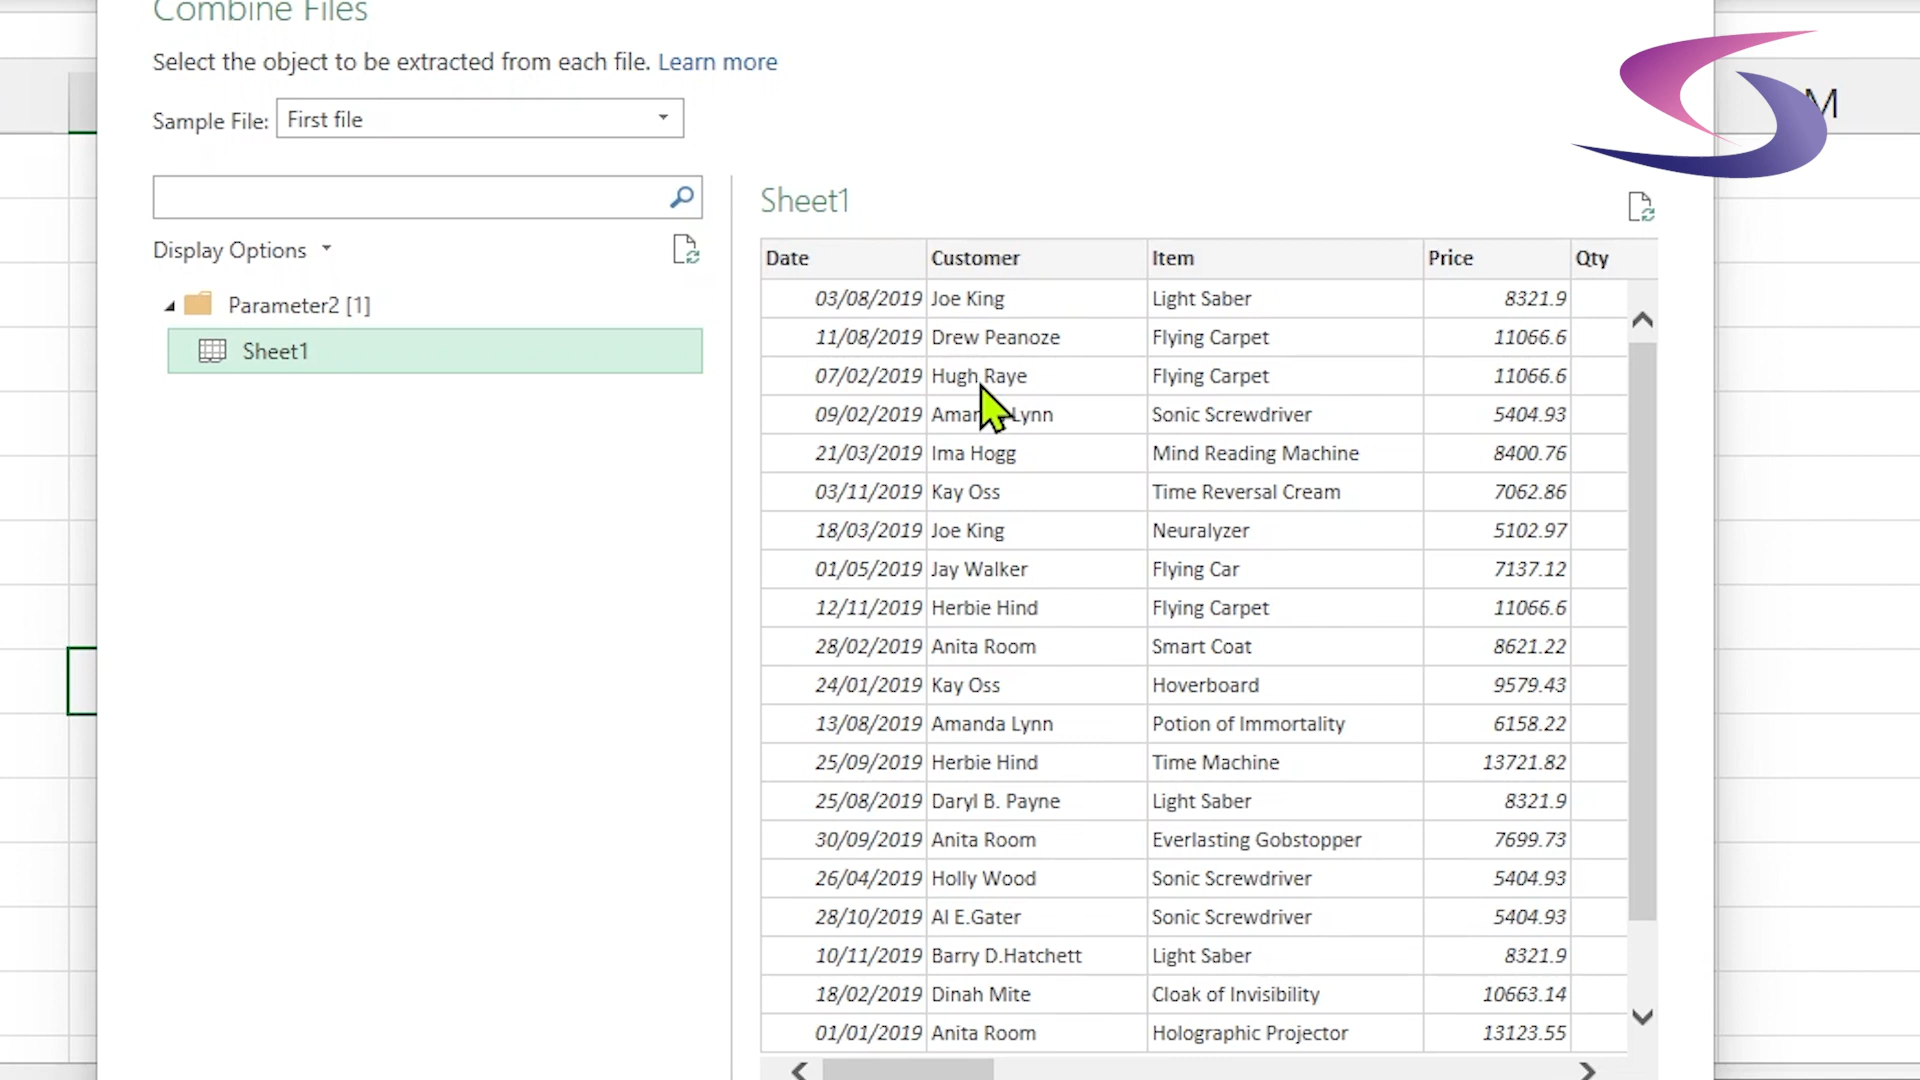 Combine Files
Select the object to be extracted from each file. Learn more
Sample File: First file
M
Display Options
Parameter2 [1]
Sheet1
Sheet1
Date Customer Item Price Qty
03/08/2019 Joe King Light Saber 8321.9
11/08/2019 Drew Peanoze Flying Carpet 11066.6
07/02/2019 Hugh Raye Flying Carpet 11066.6
09/02/2019 Amanda Lynn Sonic Screwdriver 5404.93
21/03/2019 Ima Hogg Mind Reading Machine 8400.76
03/11/2019 Kay Oss Time Reversal Cream 7062.86
18/03/2019 Joe King Neuralyzer 5102.97
01/05/2019 Jay Walker Flying Car 7137.12
12/11/2019 Herbie Hind Flying Carpet 11066.6
28/02/2019 Anita Room Smart Coat 8621.22
24/01/2019 Kay Oss Hoverboard 9579.43
13/08/2019 Amanda Lynn Potion of Immortality 6158.22
25/09/2019 Herbie Hind Time Machine 13721.82
25/08/2019 Daryl B. Payne Light Saber 8321.9
30/09/2019 Anita Room Everlasting Gobstopper 7699.73
26/04/2019 Holly Wood Sonic Screwdriver 5404.93
28/10/2019 Al E.Gater Sonic Screwdriver 5404.93
10/11/2019 Barry D.Hatchett Light Saber 8321.9
18/02/2019 Dinah Mite Cloak of Invisibility 10663.14
01/01/2019 Anita Room Holographic Projector 13123.55